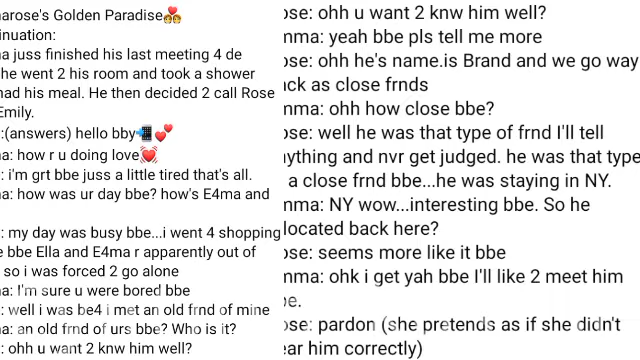 arose's Golden Paradise💑
inuation:
a juss finished his last meeting 4 de
he went 2 his room and took a shower
had his meal. He then decided 2 call Rose
Emily.
:(answers) hello bby📲💕
a: how r u doing love💓
: i'm grt bbe juss a little tired that's all.
a: how was ur day bbe? how's E4ma and
: my day was busy bbe...i went 4 shopping
e bbe Ella and E4ma r apparently out of
so i was forced 2 go alone
a: I'm sure u were bored bbe
: well i was be4 i met an old frnd of mine
a: an old frnd of urs bbe? Who is it?
: ohh u want 2 knw him well?
ose: ohh u want 2 knw him well?
nma: yeah bbe pls tell me more
ose: ohh he's name.is Brand and we go way
ack as close frnds
nma: ohh how close bbe?
ose: well he was that type of frnd I'll tell
ything and nvr get judged. he was that type
a close frnd bbe...he was staying in NY.
nma: NY wow...interesting bbe. So he
located back here?
ose: seems more like it bbe
nma: ohk i get yah bbe I'll like 2 meet him
be.
ose: pardon (she pretends as if she didn't
ear him correctly)